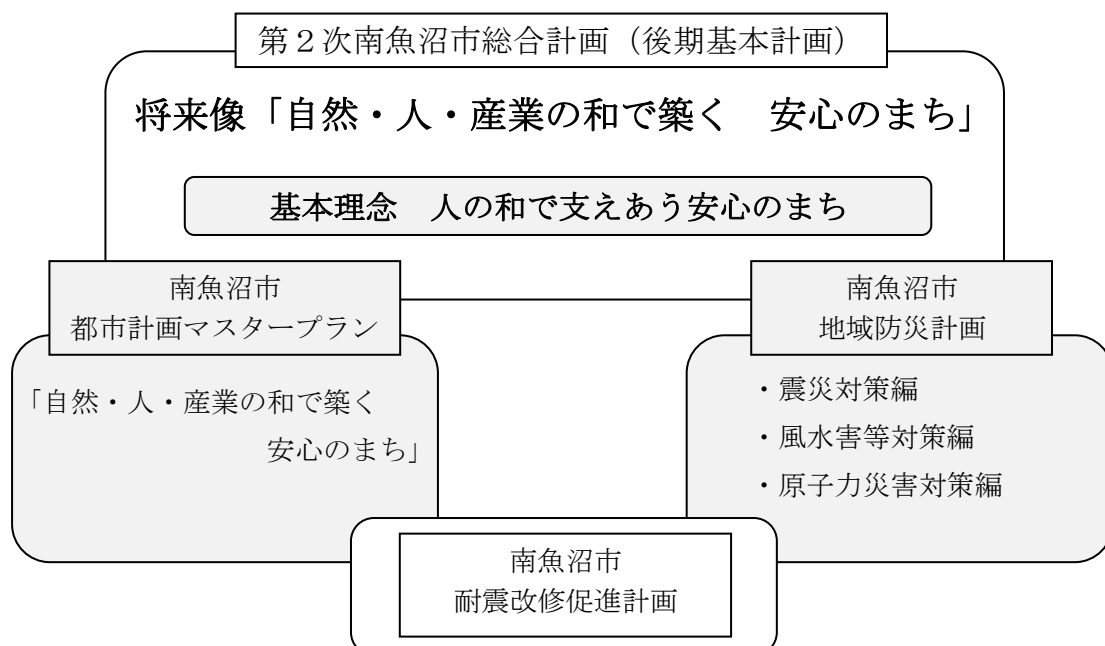 第２次南魚沼市総合計画（後期基本計画）
将来像「自然・人・産業の和で築く　安心のまち」
基本理念　人の和で支えあう安心のまち
南魚沼市
都市計画マスタープラン
「自然・人・産業の和で築く
安心のまち」
南魚沼市
地域防災計画
・震災対策編
・風水害等対策編
・原子力災害対策編
南魚沼市
耐震改修促進計画